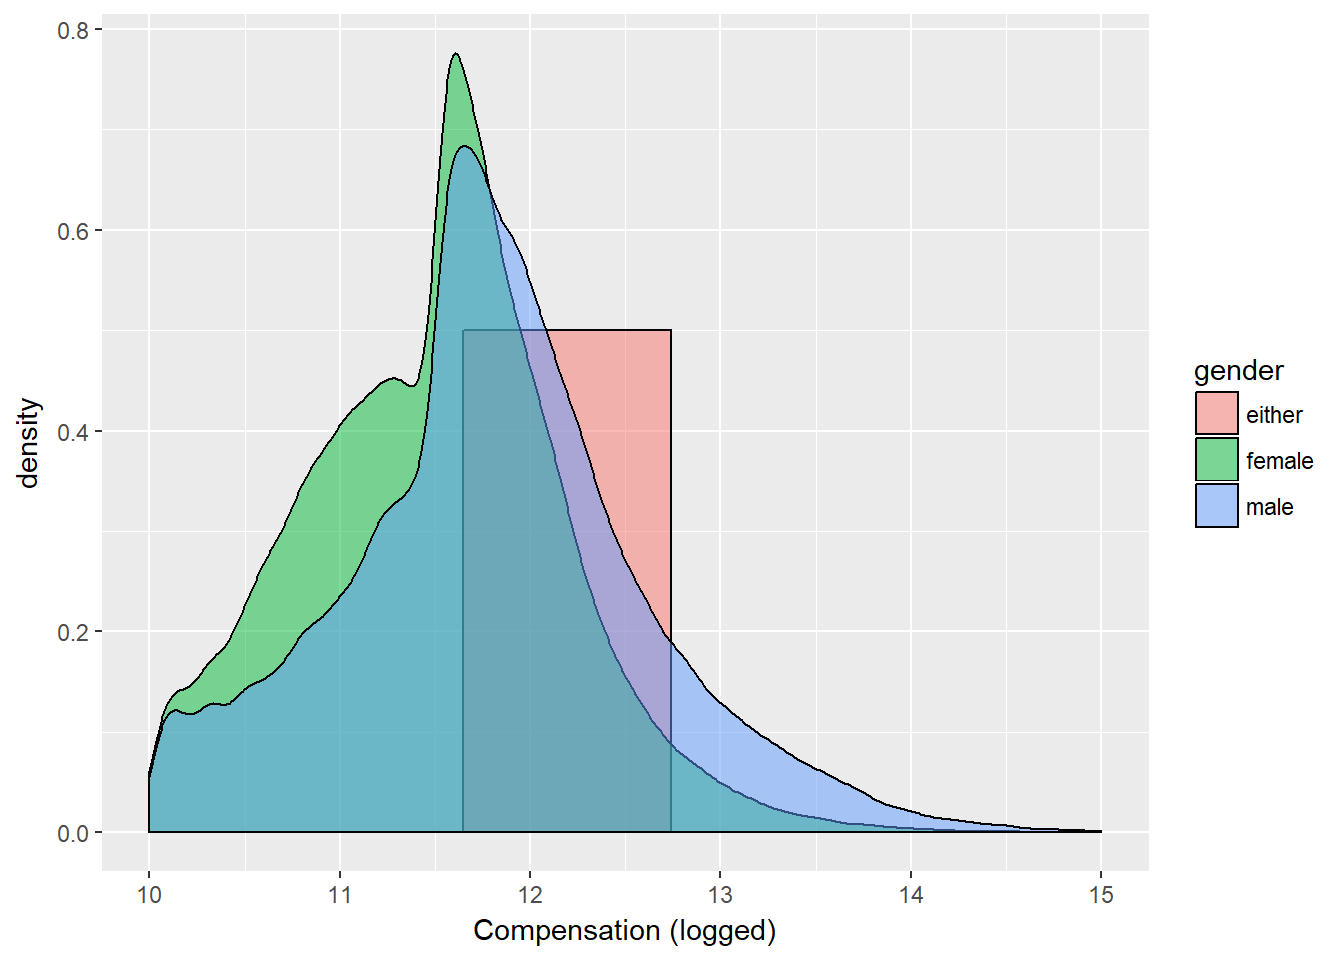 0.8
0.6
0.4
0.2
0.0
density
10 11 12 13 14 15
Compensation (logged)
gender
either
female
male